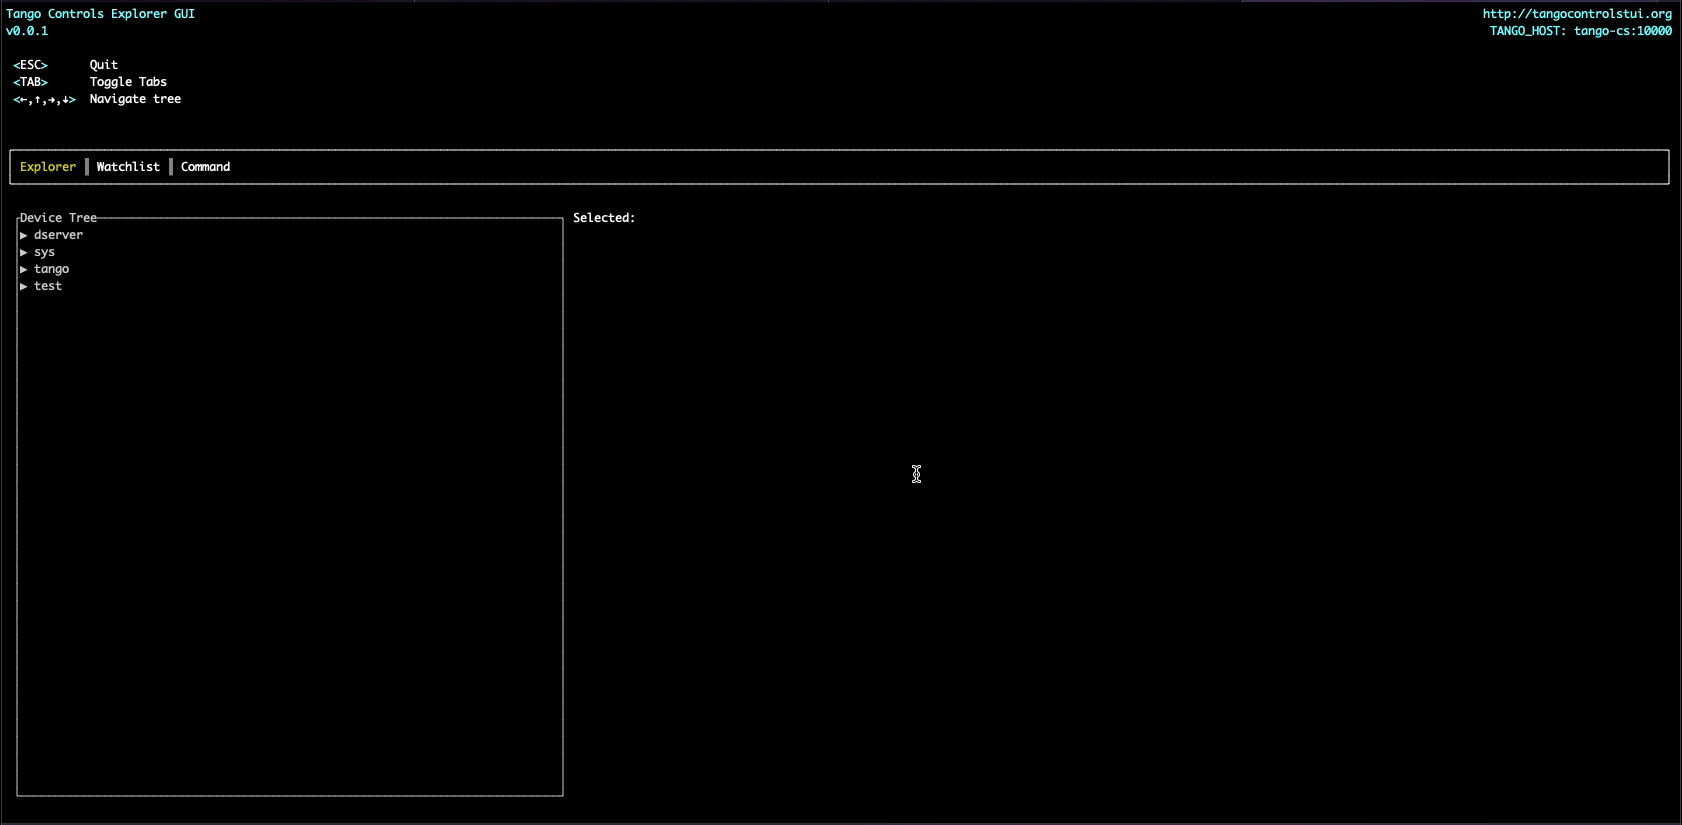 Tango Controls Explorer GUI
http://tangocontrolstui.org
v0.0.1
TANGO_HOST: tango-cs:10000
<ESC> Quit
<TAB> Toggle Tabs
<←,↑,→,↓> Navigate tree
Explorer ║ Watchlist ║ Command
Device Tree
Selected:
▶ dserver
▶ sys
▶ tango
▶ test